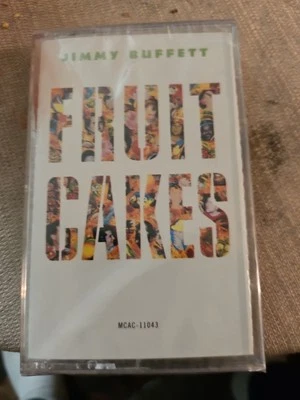 JIMMY BUFFETT
FRUIT
CAKES
MCAC-11043